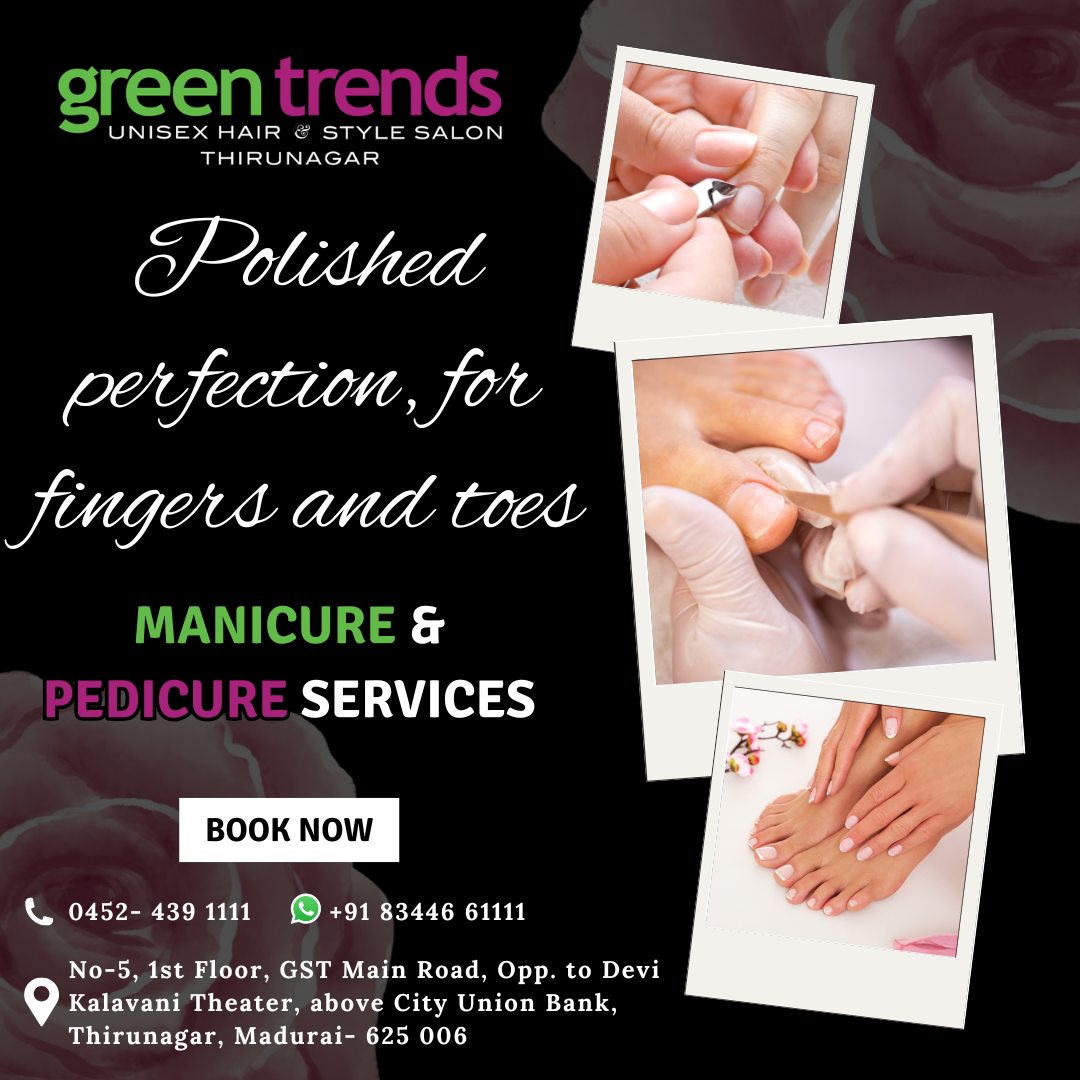 green trends
UNISEX HAIR & STYLE SALON
THIRUNAGAR
Polished
perfection, for
fingers and toes
MANICURE &
PEDICURE SERVICES
BOOK NOW
0452- 439 1111
+91 83446 61111
No-5, 1st Floor, GST Main Road, Opp. to Devi
Kalavani Theater, above City Union Bank,
Thirunagar, Madurai- 625 006